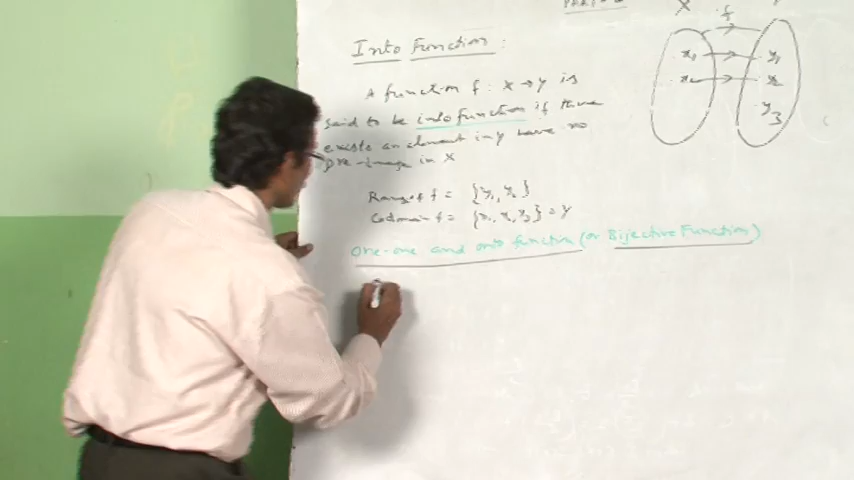 X f
Into Function :
A function f : X → Y is
said to be into function if there
exists an element in y have no
pre-image in X
x1 y1
x2 y2
y3
Range of f = {y1, y2}
Codomain f = {y1, y2, y3} = Y
One-one and onto function (or Bijective Function)